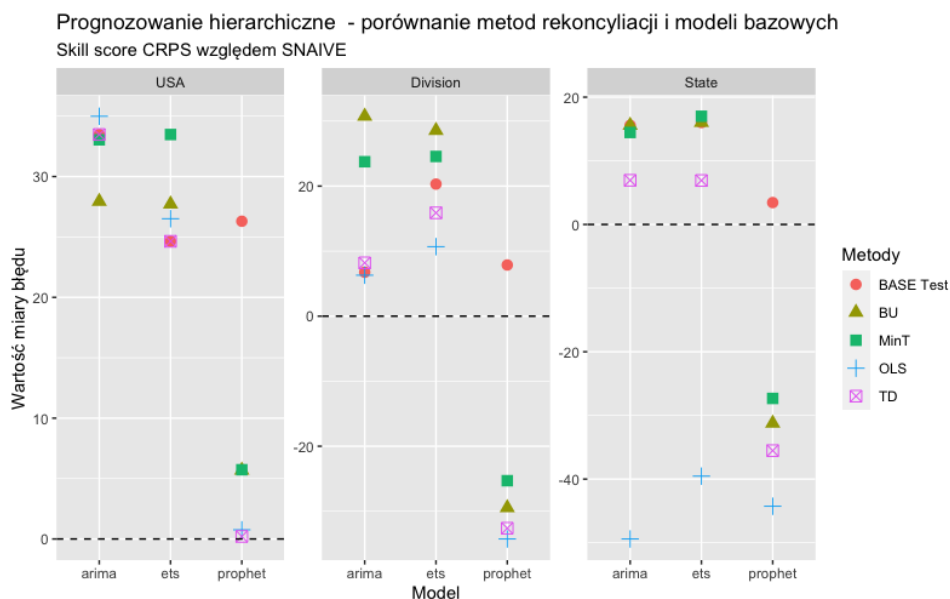 Prognozowanie hierarchiczne - porównanie metod rekoncyliacji i modeli bazowych
Skill score CRPS względem SNAIVE
USA
Division
State
Wartość miary błędu
30
20
10
0
20
0
-20
20
0
-20
-40
arima
ets
prophet
arima
ets
prophet
arima
ets
prophet
Model
Metody
BASE Test
BU
MinT
OLS
TD